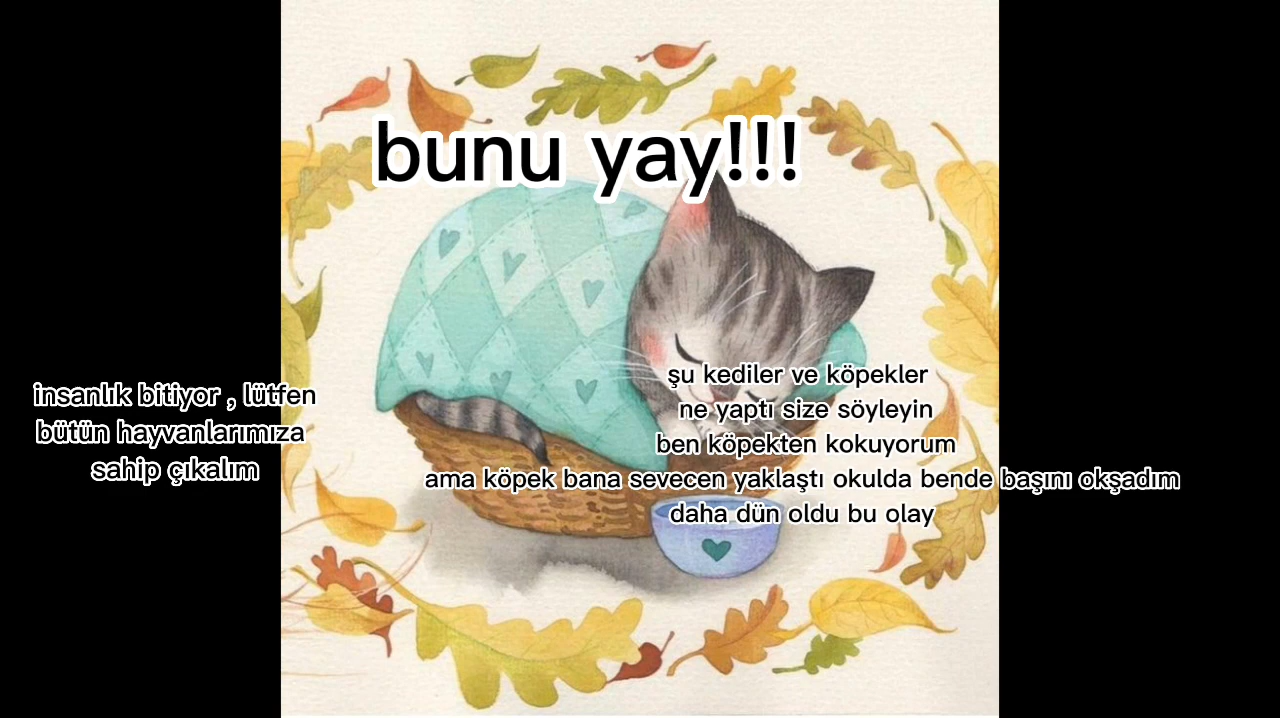 bunu yay!!!
insanlık bitiyor , lütfen
bütün hayvanlarımıza
sahip çıkalım
şu kediler ve köpekler
ne yaptı size söyleyin
ben köpekten kokuyorum
ama köpek bana sevecen yaklaştı okulda bende başını okşadım
daha dün oldu bu olay